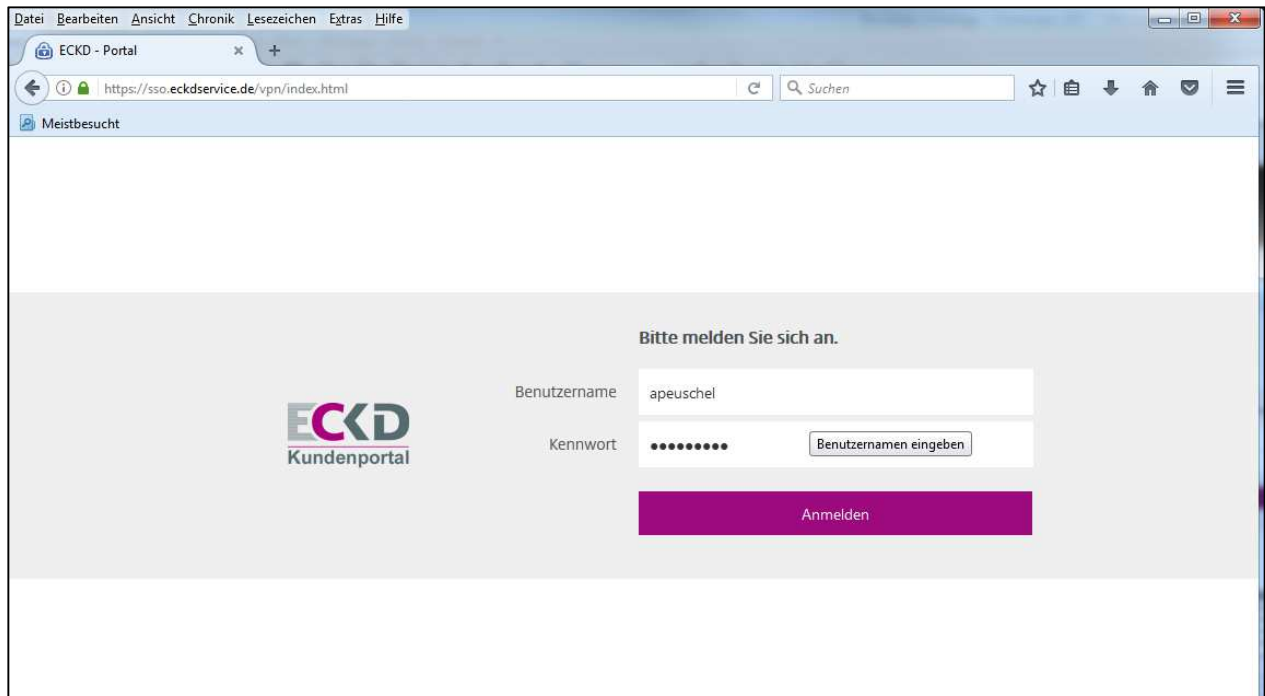 Datei Bearbeiten Ansicht Chronik Lesezeichen Extras Hilfe
ECKD - Portal
https://sso.eckdservice.de/vpn/index.html
Suchen
Meistbesucht
Bitte melden Sie sich an.
Benutzername
apeuschel
ECKD
Kundenportal
Kennwort
●●●●●●●●●
Benutzernamen eingeben
Anmelden